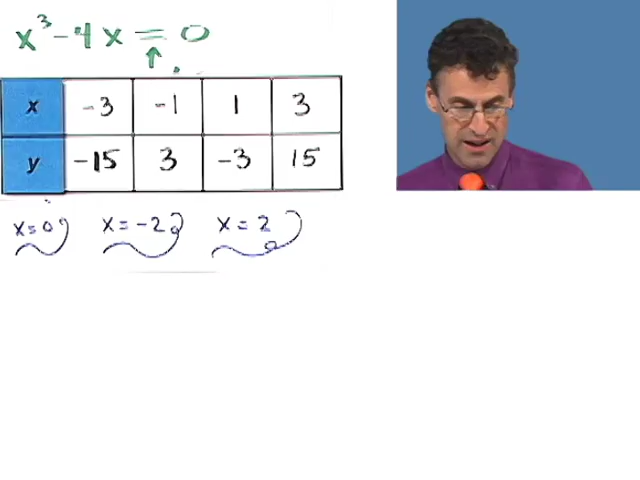 x³ - 4x = 0
x -3 -1 1 3
y -15 3 -3 15
x = 0 x = -2 x = 2